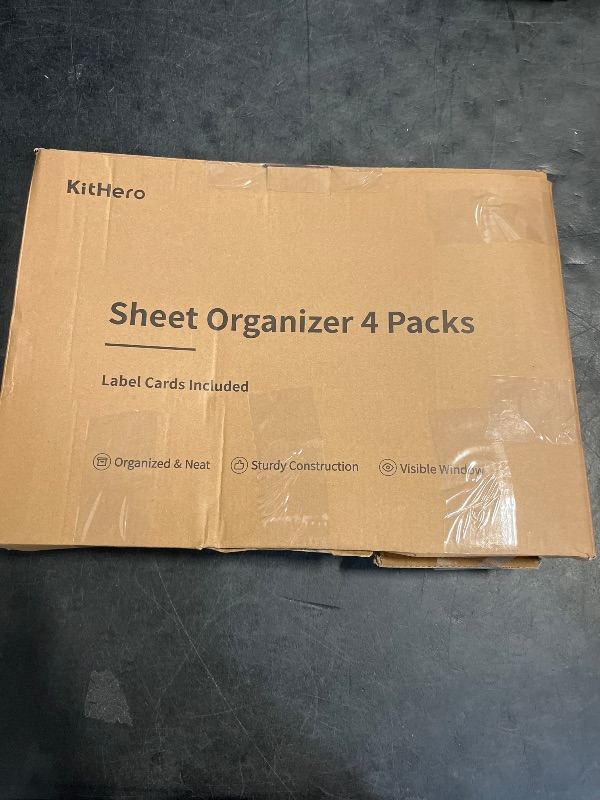 KitHero
Sheet Organizer 4 Packs
Label Cards Included
Organized & Neat Sturdy Construction Visible Window